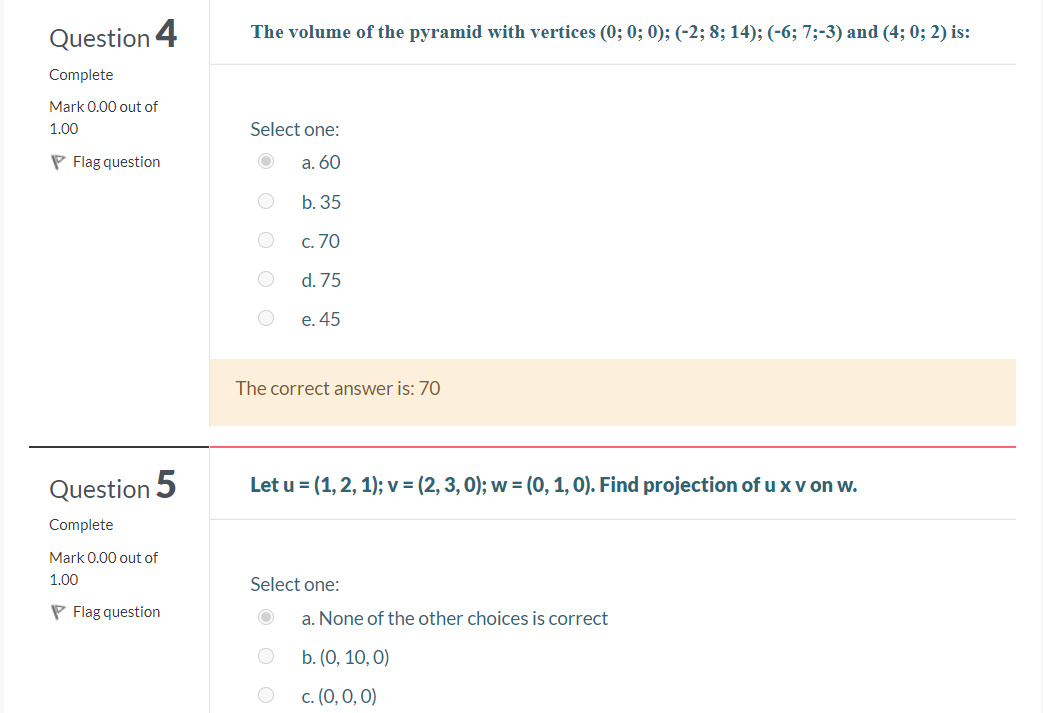 Question 4
Complete
Mark 0.00 out of
1.00
Flag question
The volume of the pyramid with vertices (0; 0; 0); (-2; 8; 14); (-6; 7;-3) and (4; 0; 2) is:
Select one:
a. 60
b. 35
c. 70
d. 75
e. 45
The correct answer is: 70
Question 5
Complete
Mark 0.00 out of
1.00
Flag question
Let u = (1, 2, 1); v = (2, 3, 0); w = (0, 1, 0). Find projection of u x v on w.
Select one:
a. None of the other choices is correct
b. (0, 10, 0)
c. (0, 0, 0)